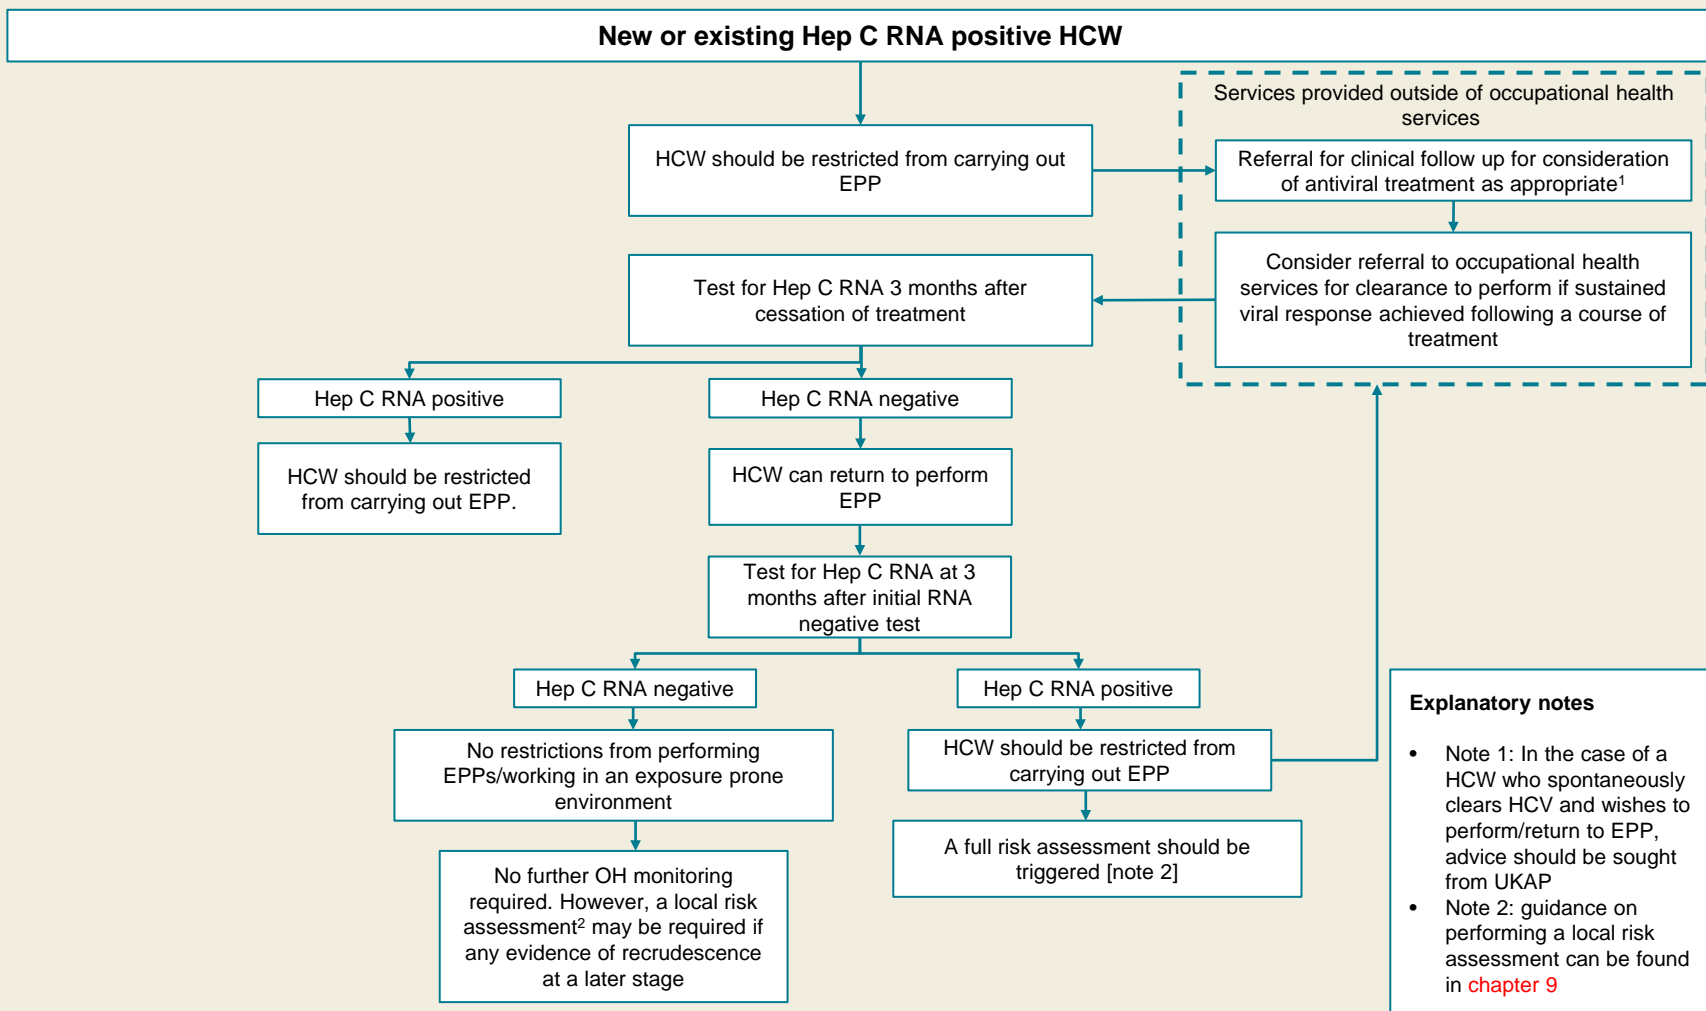 New or existing Hep C RNA positive HCW
Services provided outside of occupational health
services
HCW should be restricted from carrying out
EPP
Referral for clinical follow up for consideration
of antiviral treatment as appropriate¹
Consider referral to occupational health
services for clearance to perform if sustained
viral response achieved following a course of
treatment
Test for Hep C RNA 3 months after
cessation of treatment
Hep C RNA positive
Hep C RNA negative
HCW should be restricted
from carrying out EPP.
HCW can return to perform
EPP
Test for Hep C RNA at 3
months after initial RNA
negative test
Hep C RNA negative
Hep C RNA positive
No restrictions from performing
EPPs/working in an exposure prone
environment
HCW should be restricted from
carrying out EPP
No further OH monitoring
required. However, a local risk
assessment² may be required if
any evidence of recrudescence
at a later stage
A full risk assessment should be
triggered [note 2]
Explanatory notes
• Note 1: In the case of a
HCW who spontaneously
clears HCV and wishes to
perform/return to EPP,
advice should be sought
from UKAP
• Note 2: guidance on
performing a local risk
assessment can be found
in chapter 9